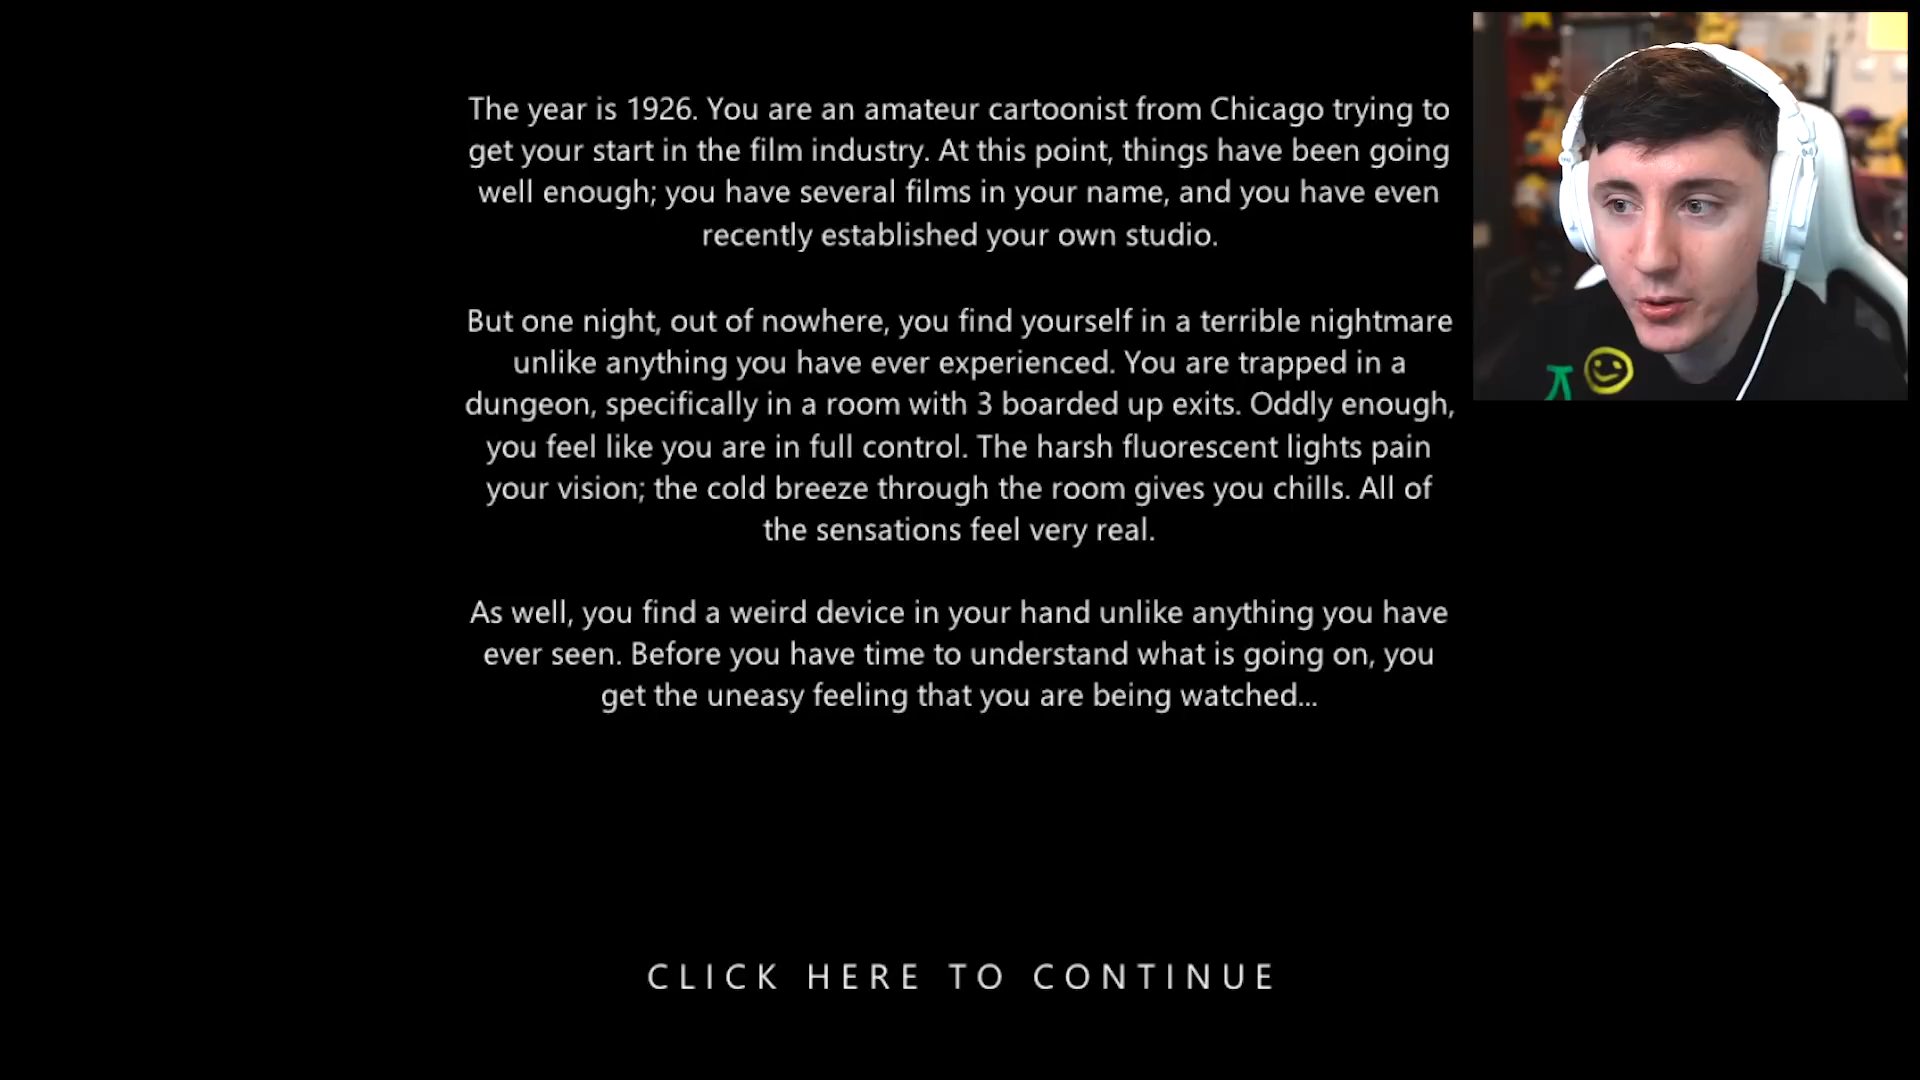 The year is 1926. You are an amateur cartoonist from Chicago trying to
get your start in the film industry. At this point, things have been going
well enough; you have several films in your name, and you have even
recently established your own studio.
But one night, out of nowhere, you find yourself in a terrible nightmare
unlike anything you have ever experienced. You are trapped in a
dungeon, specifically in a room with 3 boarded up exits. Oddly enough,
you feel like you are in full control. The harsh fluorescent lights pain
your vision; the cold breeze through the room gives you chills. All of
the sensations feel very real.
As well, you find a weird device in your hand unlike anything you have
ever seen. Before you have time to understand what is going on, you
get the uneasy feeling that you are being watched...
CLICK HERE TO CONTINUE